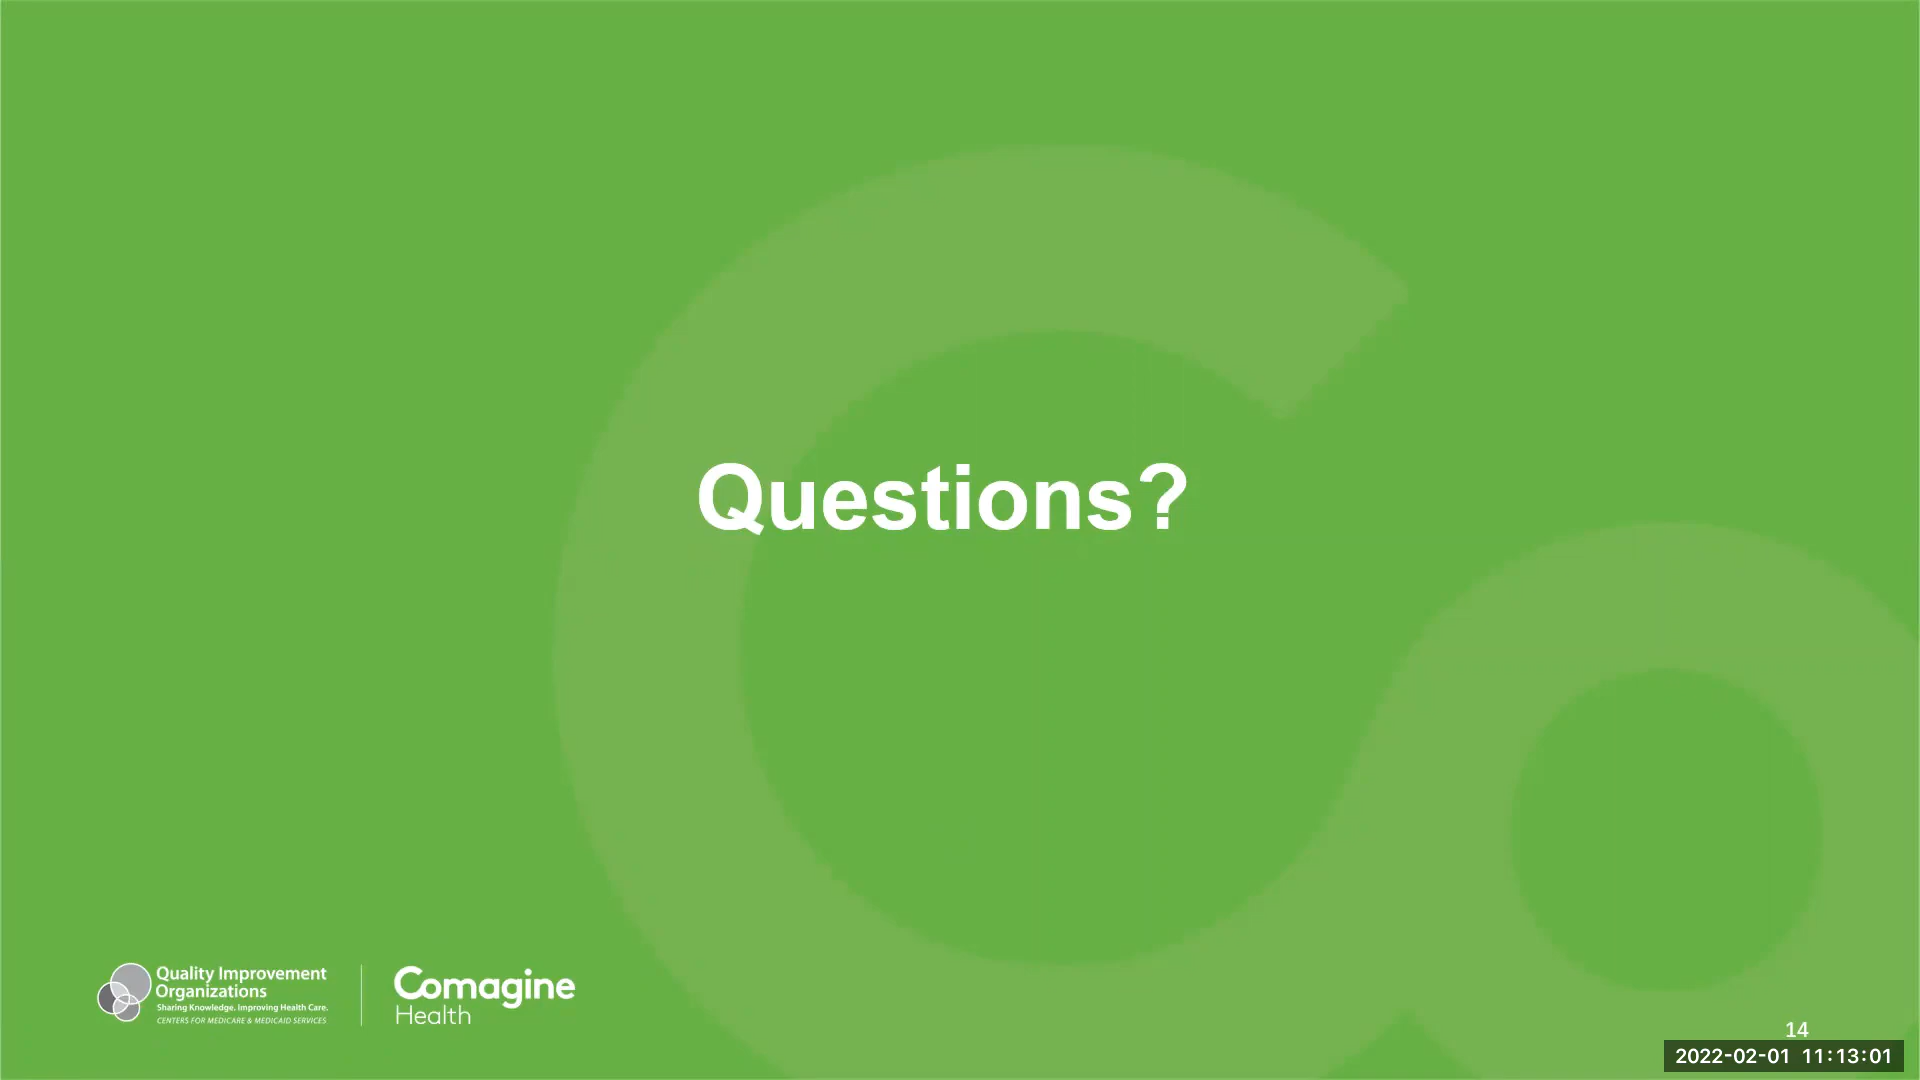 Questions?
Quality Improvement
Organizations
Sharing Knowledge. Improving Health Care.
CENTERS FOR MEDICARE & MEDICAID SERVICES
Comagine
Health
14
2022-02-01 11:13:01